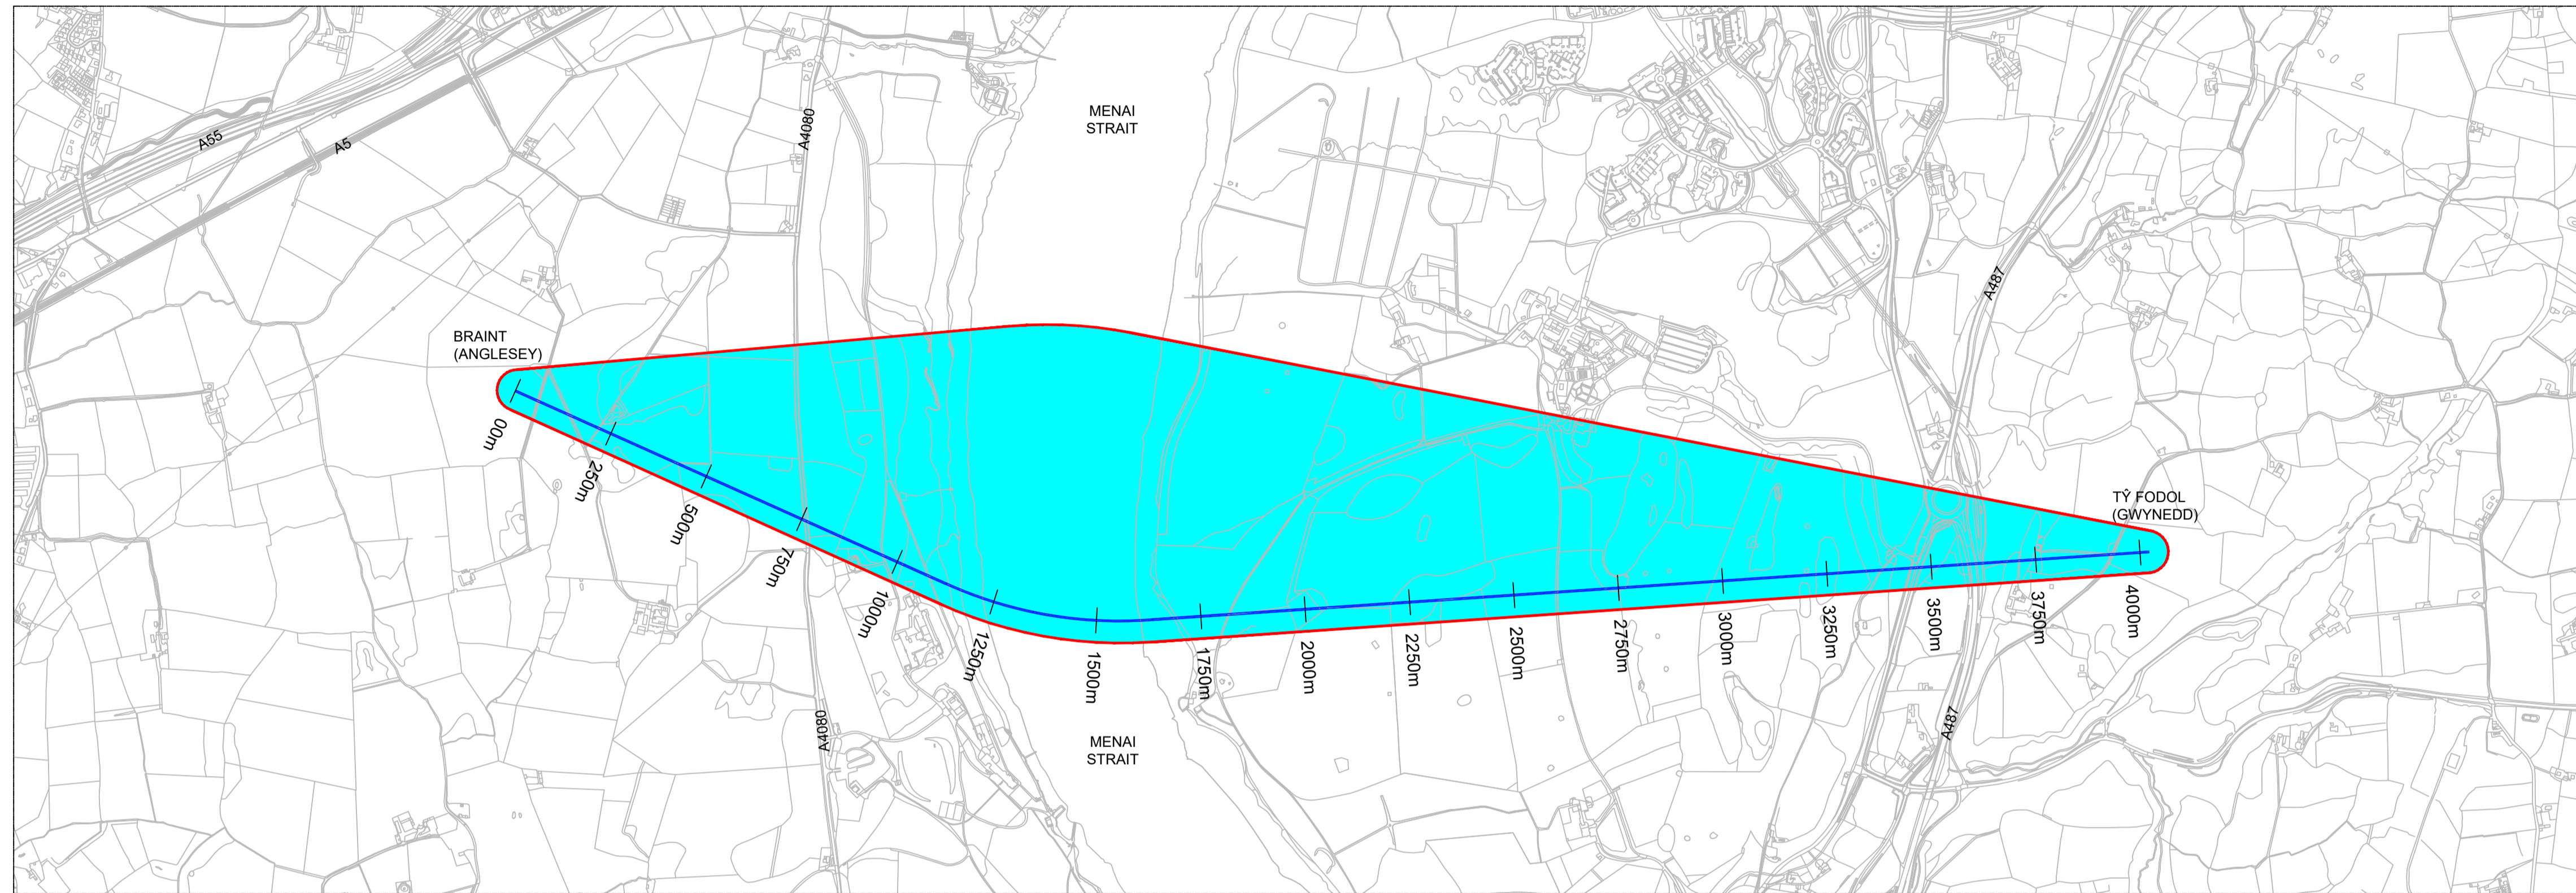 MENAI
STRAIT
A4080
A55
A5
A487
BRAINT
(ANGLESEY)
TŶ FODOL
(GWYNEDD)
00m
250m
500m
750m
1000m
1250m
1500m
1750m
2000m
2250m
2500m
2750m
3000m
3250m
3500m
3750m
4000m
A4080
A487
MENAI
STRAIT